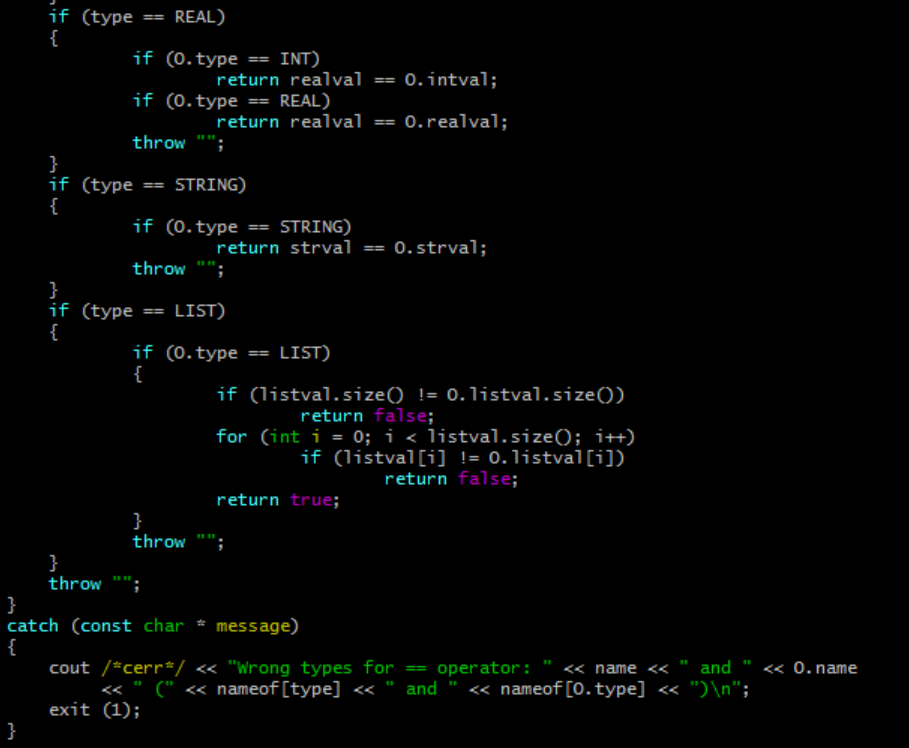 }
if (type == REAL)
{
if (O.type == INT)
return realval == O.intval;
if (O.type == REAL)
return realval == O.realval;
throw "";
}
if (type == STRING)
{
if (O.type == STRING)
return strval == O.strval;
throw "";
}
if (type == LIST)
{
if (O.type == LIST)
{
if (listval.size() != O.listval.size())
return false;
for (int i = 0; i < listval.size(); i++)
if (listval[i] != O.listval[i])
return false;
return true;
}
throw "";
}
throw "";
}
catch (const char * message)
{
cout /*cerr*/ << "Wrong types for == operator: " << name << " and " << O.name
<< " (" << nameof[type] << " and " << nameof[O.type] << ")\n";
exit (1);
}